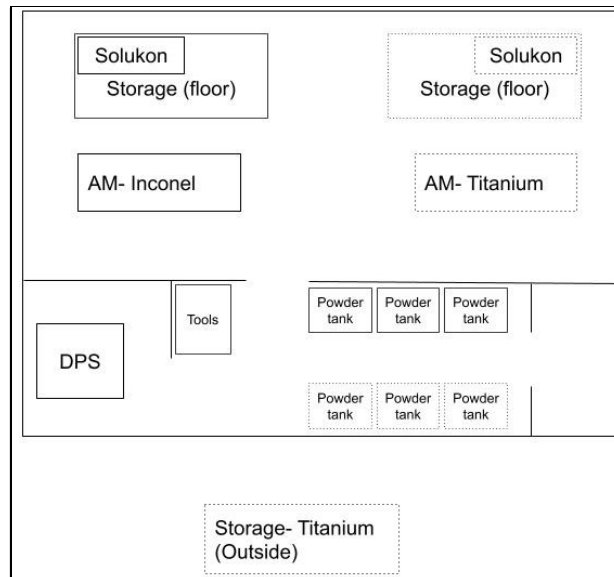 Solukon
Storage (floor)
Solukon
Storage (floor)
AM- Inconel
AM- Titanium
Tools
Powder
tank
Powder
tank
Powder
tank
DPS
Powder
tank
Powder
tank
Powder
tank
Storage- Titanium
(Outside)